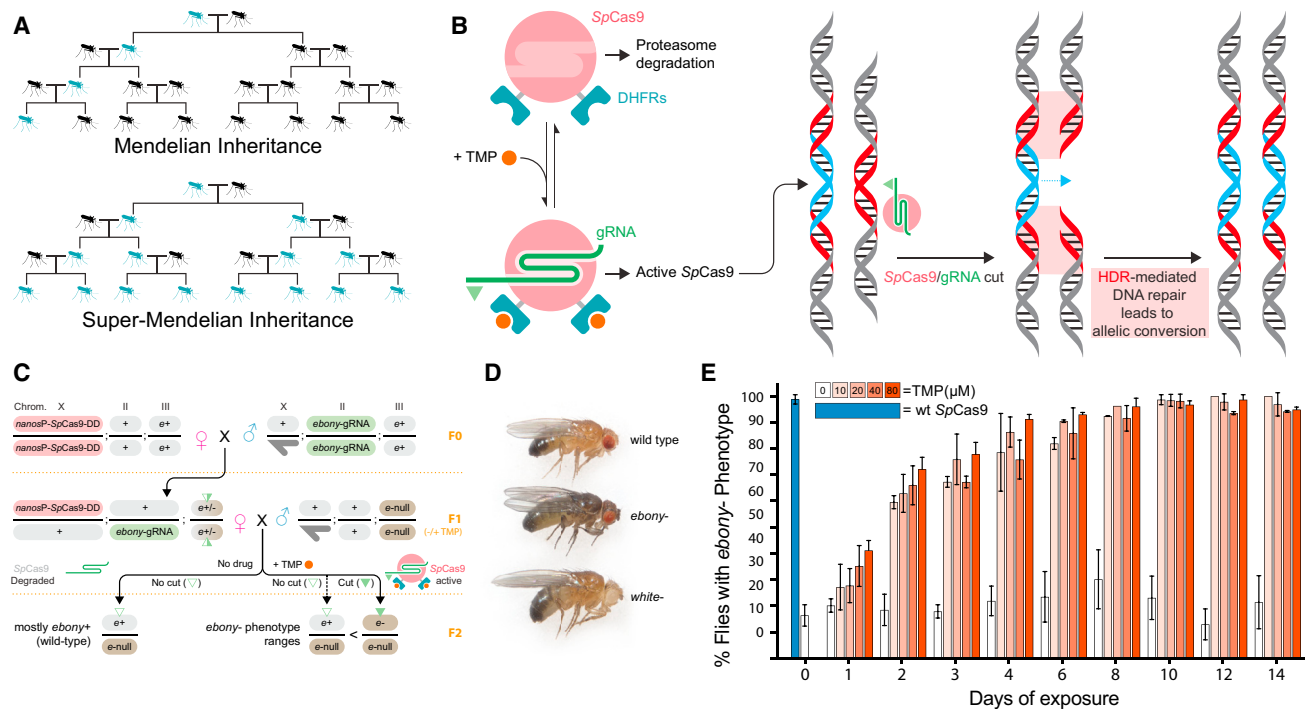 A
Mendelian Inheritance
Super-Mendelian Inheritance
B
SpCas9
Proteasome
degradation
DHFRs
+ TMP
gRNA
Active SpCas9
SpCas9/gRNA cut
HDR-mediated
DNA repair
leads to
allelic conversion
C
Chrom. X II III X II III
nanosP-SpCas9-DD + e+ + ebony-gRNA e+
; ; X ; ; F0
nanosP-SpCas9-DD + e+ ebony-gRNA e+
nanosP-SpCas9-DD + e+/- + + e-null
; ; X ; ; F1
+ ebony-gRNA e+/- + e-null (-/+ TMP)
SpCas9
Degraded
No drug
+ TMP
No cut ( )
No cut ( )
Cut ( )
SpCas9
active
mostly ebony+
(wild-type)
e+
e-null
ebony- phenotype
ranges
e+
e-null
<
e-
e-null
F2
D
wild type
ebony-
white-
E
0 10 20 40 80 =TMP(µM)
= wt SpCas9
% Flies with ebony- Phenotype
100
90
80
70
60
50
40
30
20
10
0
0 1 2 3 4 6 8 10 12 14
Days of exposure